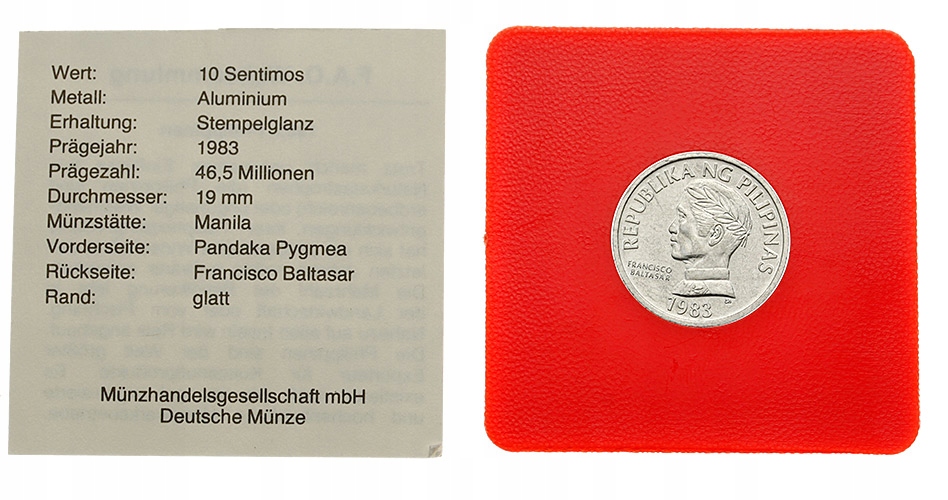 Wert: 10 Sentimos
Metall: Aluminium
Erhaltung: Stempelglanz
Prägejahr: 1983
Prägezahl: 46,5 Millionen
Durchmesser: 19 mm
Münzstätte: Manila
Vorderseite: Pandaka Pygmea
Rückseite: Francisco Baltasar
Rand: glatt
Münzhandelsgesellschaft mbH
Deutsche Münze
REPUBLIKA NG PILIPINAS
FRANCISCO
BALTASAR
1983